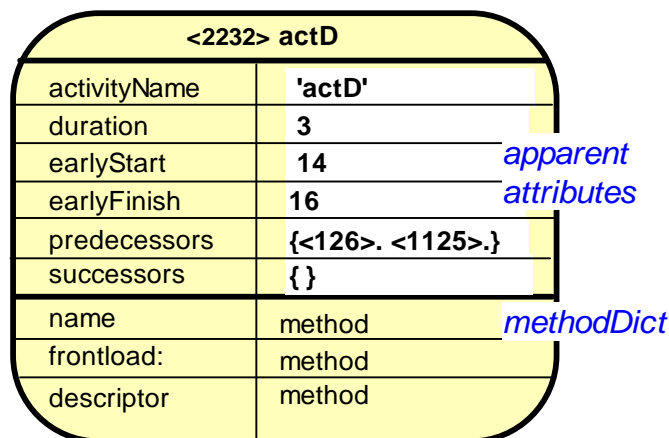 <2232> actD
activityName 'actD'
duration 3
earlyStart 14
earlyFinish 16
apparent attributes
predecessors {<126>. <1125>.}
successors { }
name method
methodDict
frontload: method
descriptor method